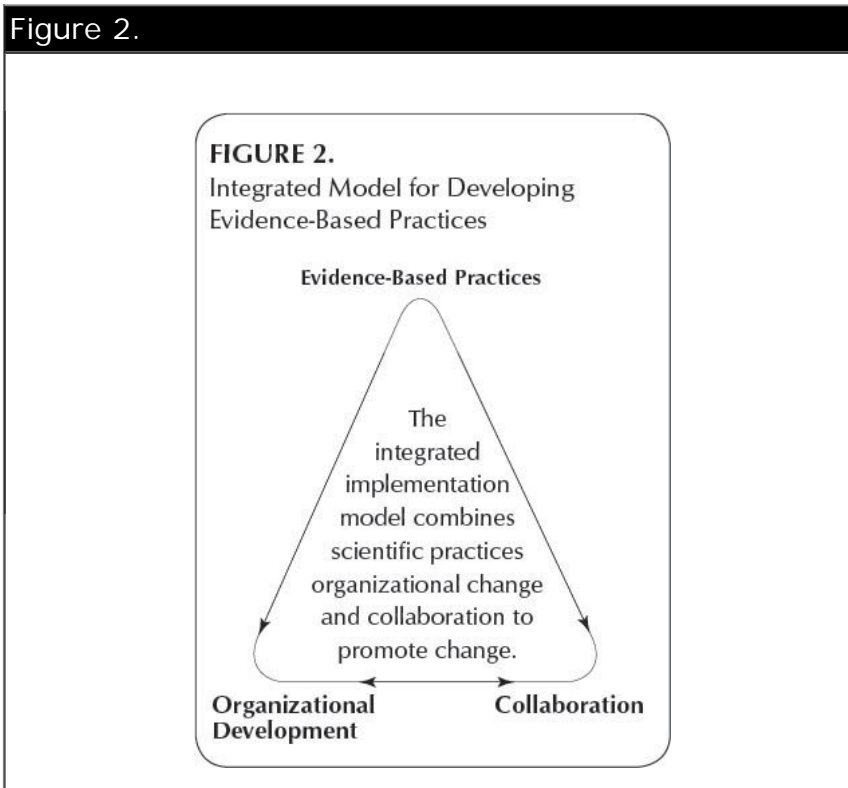 Figure 2.
FIGURE 2.
Integrated Model for Developing
Evidence-Based Practices
Evidence-Based Practices
The
integrated
implementation
model combines
scientific practices
organizational change
and collaboration to
promote change.
Organizational
Development
Collaboration